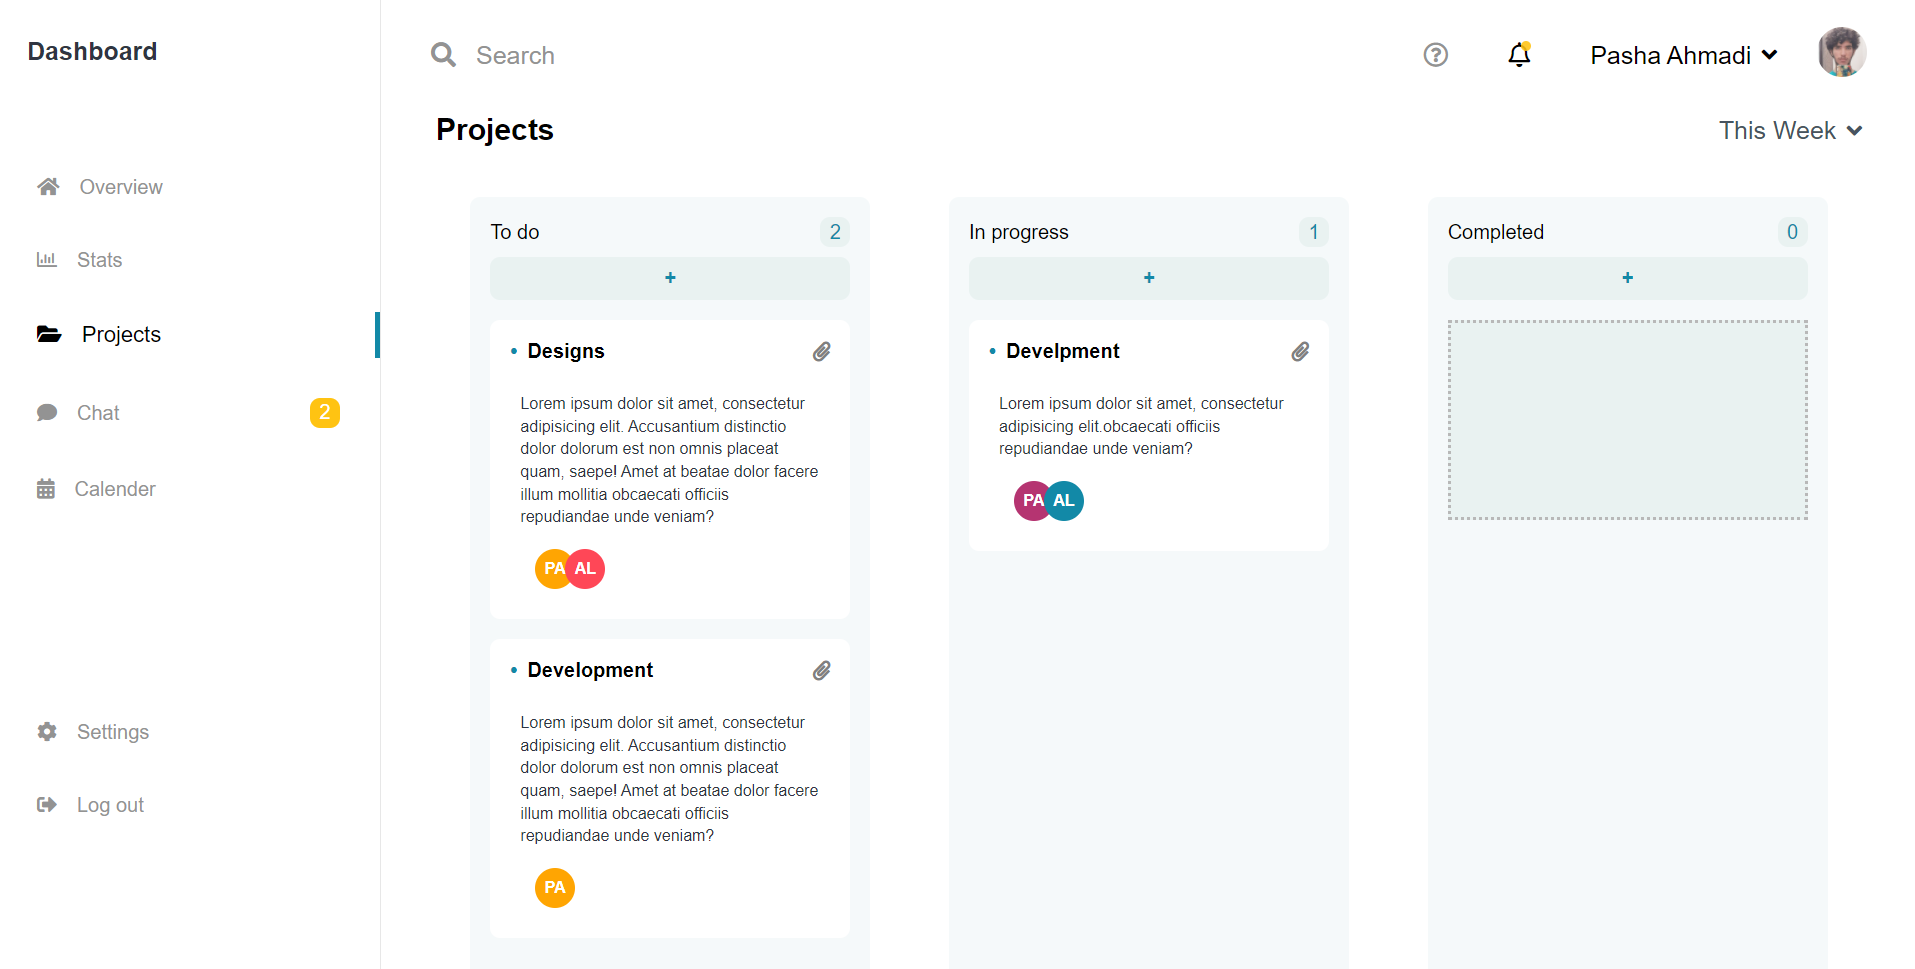 Dashboard
Overview
Stats
Projects
Chat
2
Calender
Settings
Log out
Search
Pasha Ahmadi
Projects
This Week
To do
2
+
Designs
Lorem ipsum dolor sit amet, consectetur
adipisicing elit. Accusantium distinctio
dolor dolorum est non omnis placeat
quam, saepe! Amet at beatae dolor facere
illum mollitia obcaecati officiis
repudiandae unde veniam?
PA AL
Development
Lorem ipsum dolor sit amet, consectetur
adipisicing elit. Accusantium distinctio
dolor dolorum est non omnis placeat
quam, saepe! Amet at beatae dolor facere
illum mollitia obcaecati officiis
repudiandae unde veniam?
PA
In progress
1
+
Develpment
Lorem ipsum dolor sit amet, consectetur
adipisicing elit.obcaecati officiis
repudiandae unde veniam?
PA AL
Completed
0
+